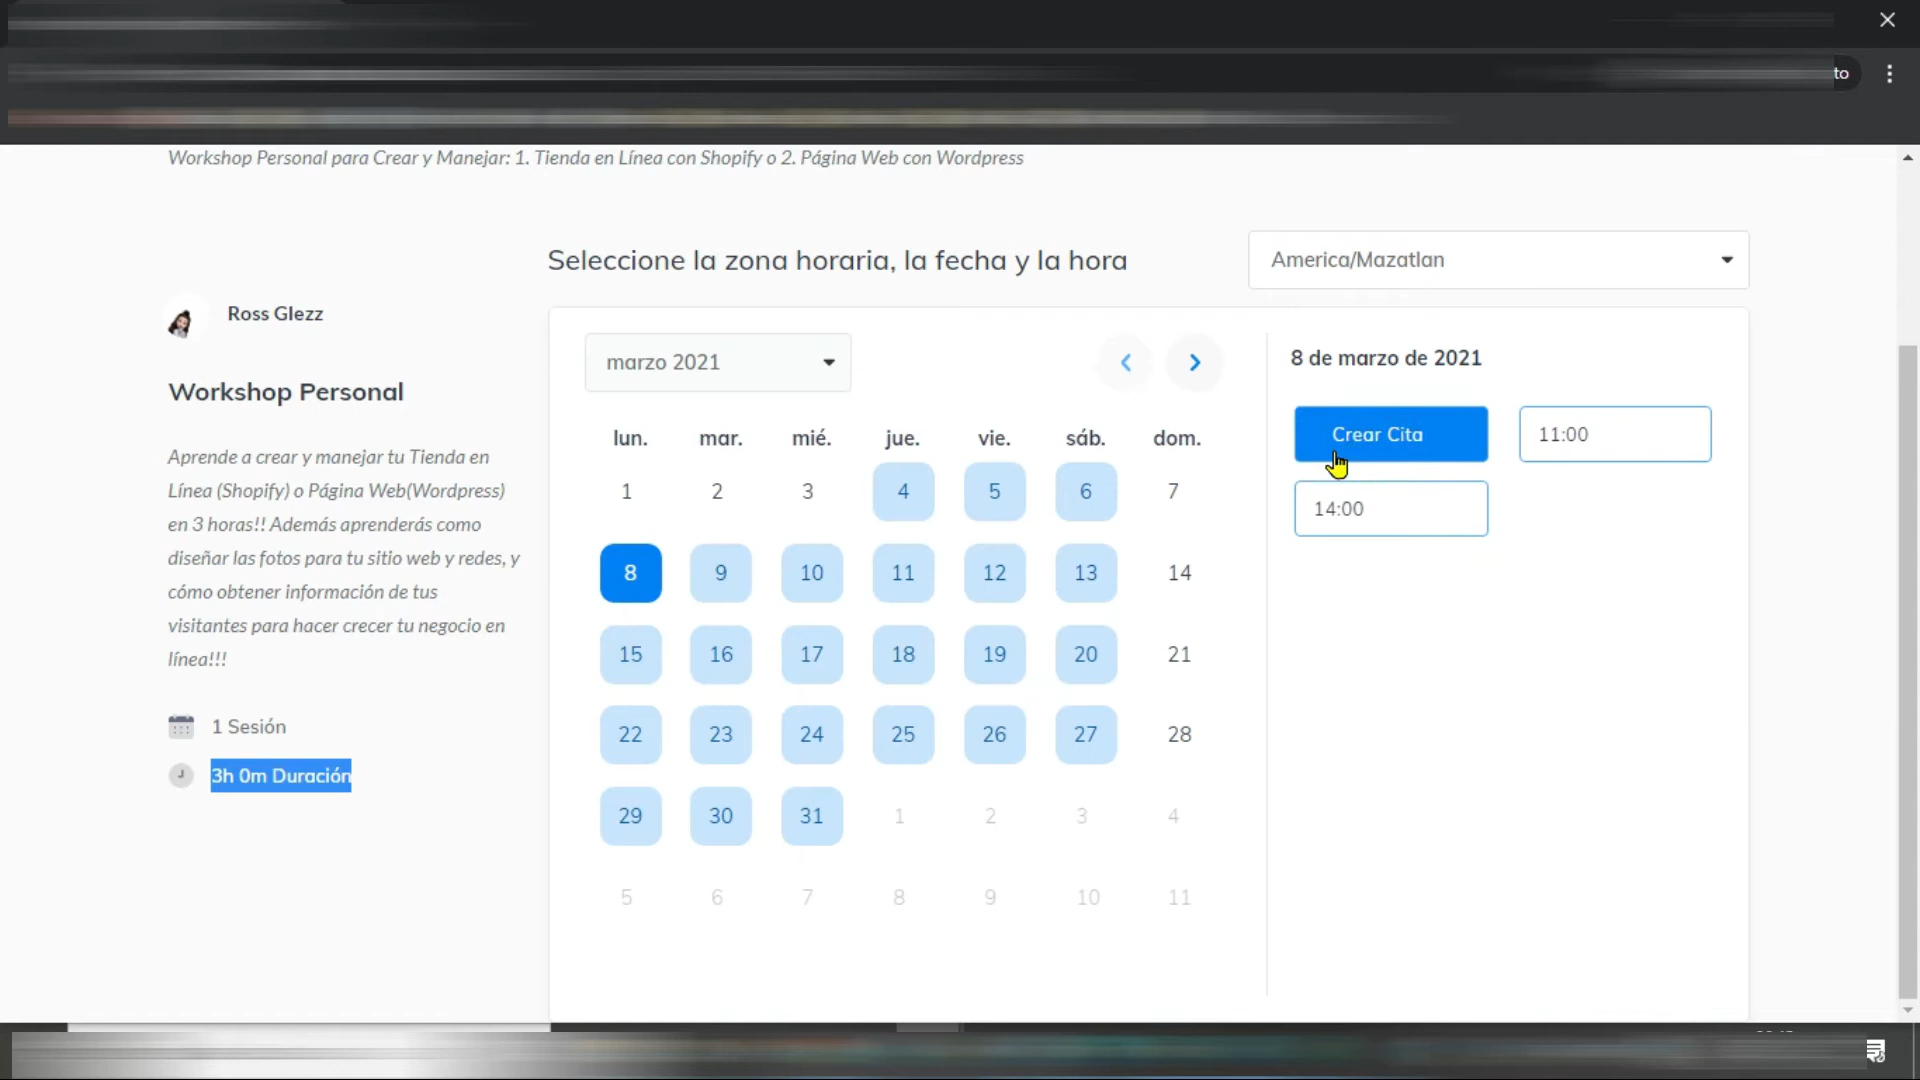 to
Workshop Personal para Crear y Manejar: 1. Tienda en Línea con Shopify o 2. Página Web con Wordpress
Seleccione la zona horaria, la fecha y la hora
America/Mazatlan
Ross Glezz
Workshop Personal
Aprende a crear y manejar tu Tienda en
Línea (Shopify) o Página Web(Wordpress)
en 3 horas!! Además aprenderás como
diseñar las fotos para tu sitio web y redes, y
cómo obtener información de tus
visitantes para hacer crecer tu negocio en
línea!!!
1 Sesión
3h 0m Duración
marzo 2021
lun. mar. mié. jue. vie. sáb. dom.
1 2 3 4 5 6 7
8 9 10 11 12 13 14
15 16 17 18 19 20 21
22 23 24 25 26 27 28
29 30 31 1 2 3 4
5 6 7 8 9 10 11
8 de marzo de 2021
Crear Cita 11:00
14:00